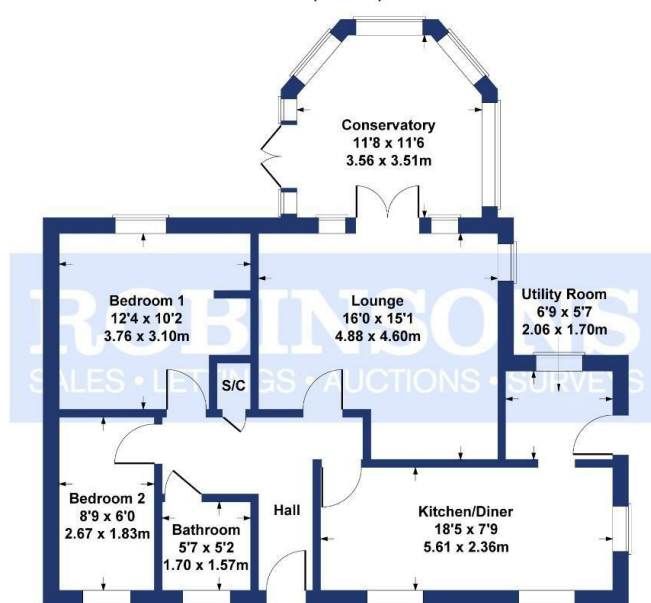 Conservatory
11'8 x 11'6
3.56 x 3.51m
Bedroom 1
12'4 x 10'2
3.76 x 3.10m
Lounge
16'0 x 15'1
4.88 x 4.60m
Utility Room
6'9 x 5'7
2.06 x 1.70m
ROBINSONS
SALES • LETTINGS • AUCTIONS • SURVEYS
S/C
Bedroom 2
8'9 x 6'0
2.67 x 1.83m
Bathroom
5'7 x 5'2
1.70 x 1.57m
Hall
Kitchen/Diner
18'5 x 7'9
5.61 x 2.36m